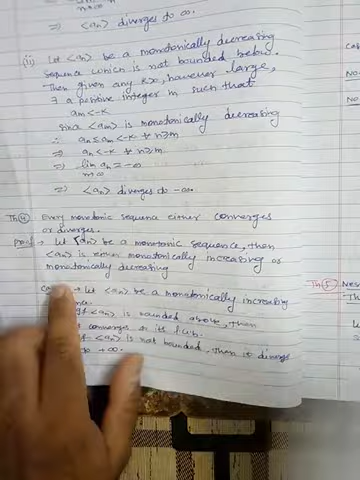 n→∞
⇒ <an> diverges to ∞.
(ii) Let <an> be a monotonically decreasing
sequence which is not bounded below.
Then given any K>0, however large,
∃ a positive integer m such that
am<-K
since <an> is monotonically decreasing
∴ an≤am<-K ∀ n≥m
⇒ an<-K ∀ n≥m
⇒ lim an = -∞
n→∞
⇒ <an> diverges to -∞.
Th④ Every monotonic sequence either converges
or diverges.
Proof → Let <an> be a monotonic sequence, then
<an> is either monotonically increasing or
monotonically decreasing
→ Let <an> be a monotonically increasing
<an> is bounded above, then
converges to its l.u.b.
<an> is not bounded, then it diverges
to +∞.
Th⑤